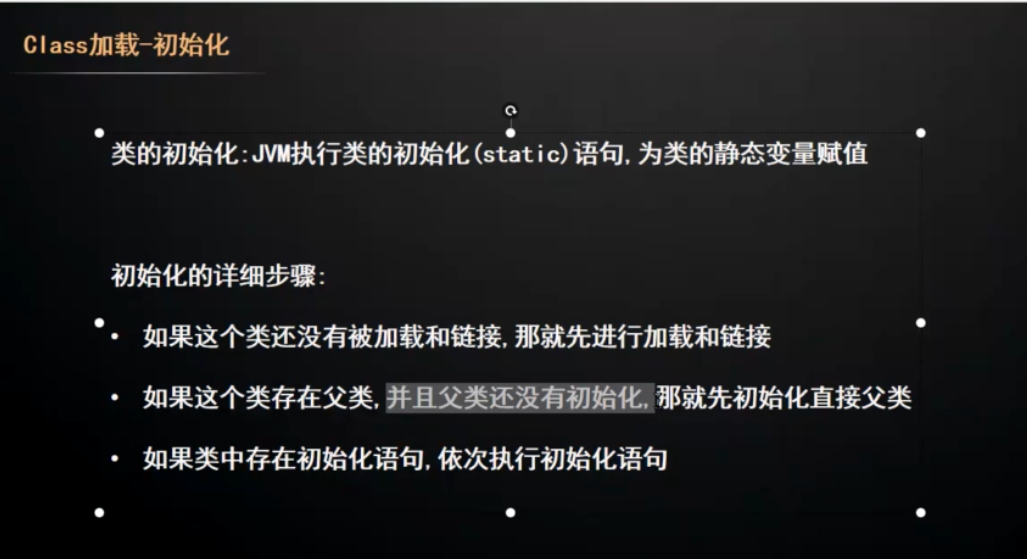 Class加载-初始化
类的初始化:JVM执行类的初始化(static)语句,为类的静态变量赋值
初始化的详细步骤:
• 如果这个类还没有被加载和链接,那就先进行加载和链接
• 如果这个类存在父类,并且父类还没有初始化,那就先初始化直接父类
• 如果类中存在初始化语句,依次执行初始化语句